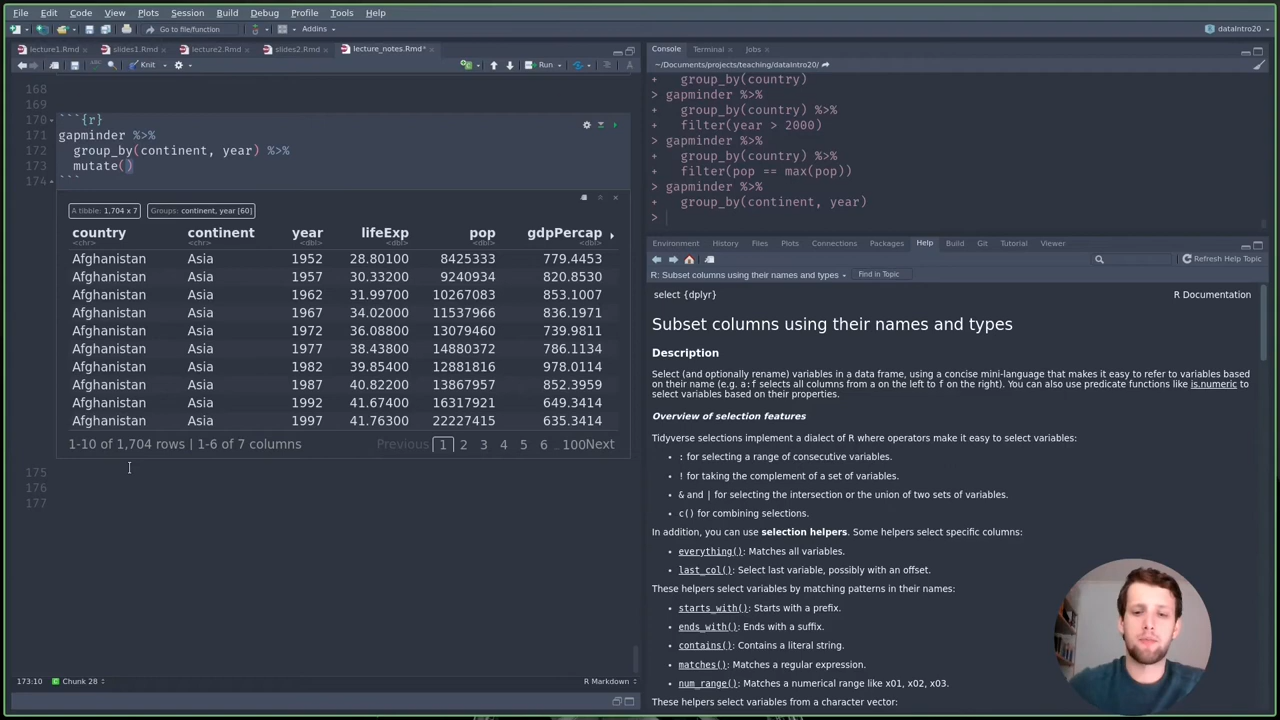 File Edit Code View Plots Session Build Debug Profile Tools Help
Go to file/function Addins dataIntro20
lecture1.Rmd slides1.Rmd lecture2.Rmd slides2.Rmd lecture_notes.Rmd*
Knit Run
168
169
170 ```{r}
171 gapminder %>%
172 group_by(continent, year) %>%
173 mutate()
174 ```
A tibble: 1,704 x 7 Groups: continent, year [60]
country continent year lifeExp pop gdpPercap
<chr> <chr> <dbl> <dbl> <dbl> <dbl>
Afghanistan Asia 1952 28.80100 8425333 779.4453
Afghanistan Asia 1957 30.33200 9240934 820.8530
Afghanistan Asia 1962 31.99700 10267083 853.1007
Afghanistan Asia 1967 34.02000 11537966 836.1971
Afghanistan Asia 1972 36.08800 13079460 739.9811
Afghanistan Asia 1977 38.43800 14880372 786.1134
Afghanistan Asia 1982 39.85400 12881816 978.0114
Afghanistan Asia 1987 40.82200 13867957 852.3959
Afghanistan Asia 1992 41.67400 16317921 649.3414
Afghanistan Asia 1997 41.76300 22227415 635.3414
1-10 of 1,704 rows | 1-6 of 7 columns Previous 1 2 3 4 5 6 ... 100 Next
175
176
177
173:10 Chunk 28 R Markdown
Console Terminal Jobs
~/Documents/projects/teaching/dataIntro20/
+ group_by(country)
> gapminder %>%
+ group_by(country) %>%
+ filter(year > 2000)
> gapminder %>%
+ group_by(country) %>%
+ filter(pop == max(pop))
> gapminder %>%
+ group_by(continent, year)
>
Environment History Files Plots Connections Packages Help Build Git Tutorial Viewer
Refresh Help Topic
R: Subset columns using their names and types Find in Topic
select {dplyr} R Documentation
Subset columns using their names and types
Description
Select (and optionally rename) variables in a data frame, using a concise mini-language that makes it easy to refer to variables based
on their name (e.g. a:f selects all columns from a on the left to f on the right). You can also use predicate functions like is.numeric to
select variables based on their properties.
Overview of selection features
Tidyverse selections implement a dialect of R where operators make it easy to select variables:
• : for selecting a range of consecutive variables.
• ! for taking the complement of a set of variables.
• & and | for selecting the intersection or the union of two sets of variables.
• c() for combining selections.
In addition, you can use selection helpers. Some helpers select specific columns:
• everything(): Matches all variables.
• last_col(): Select last variable, possibly with an offset.
These helpers select variables by matching patterns in their names:
• starts_with(): Starts with a prefix.
• ends_with(): Ends with a suffix.
• contains(): Contains a literal string.
• matches(): Matches a regular expression.
• num_range(): Matches a numerical range like x01, x02, x03.
These helpers select variables from a character vector: